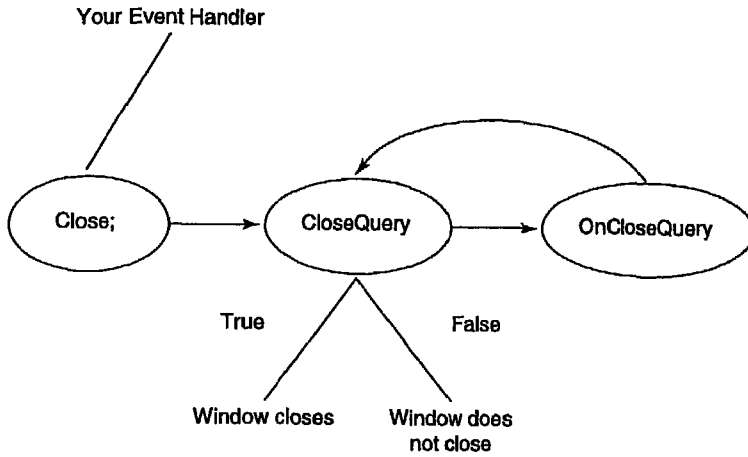 Your Event Handler
Close;
CloseQuery
OnCloseQuery
True
False
Window closes
Window does
not close